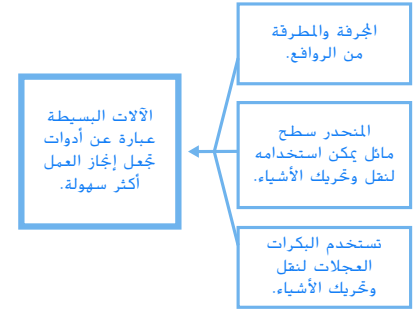 المجرفة والمطرقة
من الروافع.
المنحدر سطح
مائل يمكن استخدامه
لنقل وتحريك الأشياء.
تستخدم البكرات
العجلات لنقل
وتحريك الأشياء.
الآلات البسيطة
عبارة عن أدوات
تجعل إنجاز العمل
أكثر سهولة.